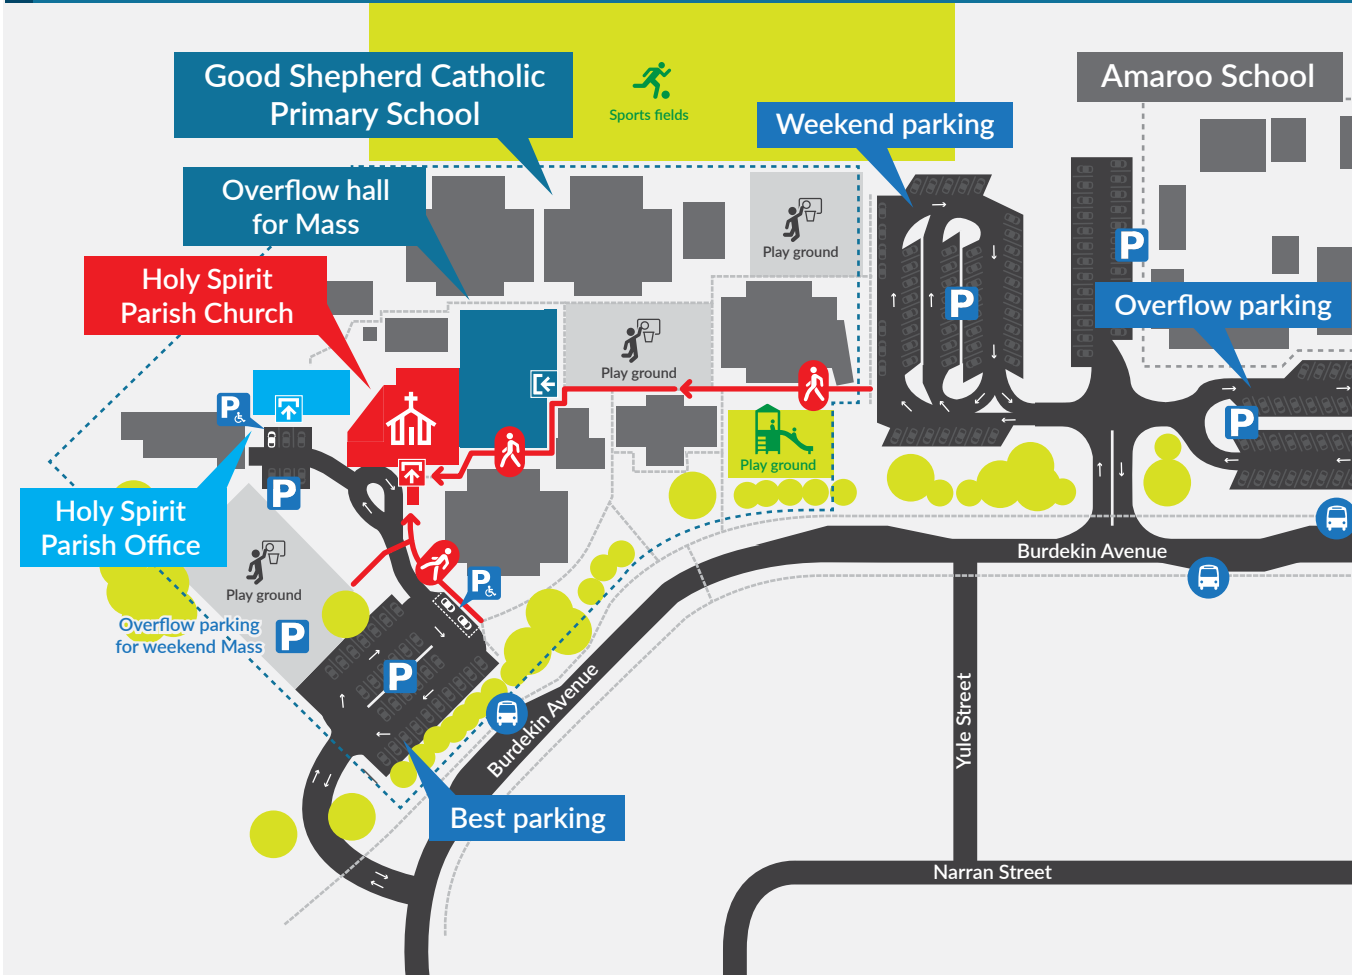 Good Shepherd Catholic
Primary School
Sports fields
Amaroo School
Weekend parking
Overflow hall
for Mass
Play ground
P
Holy Spirit
Parish Church
P
Overflow parking
Play ground
P
P
P
Play ground
P
Holy Spirit
Parish Office
Burdekin Avenue
P
Play ground
Overflow parking
for weekend Mass
P
P
Burdekin Avenue
Yule Street
Best parking
Narran Street